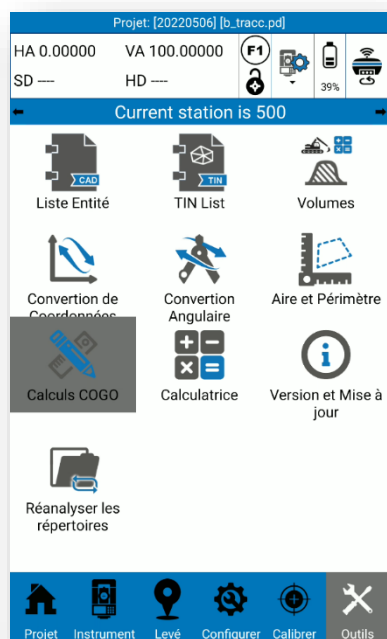 Projet: [20220506] [b_tracc.pd]
HA 0.00000 VA 100.00000 F1
SD ---- HD ---- 39%
Current station is 500
CAD TIN
Liste Entité TIN List Volumes
Convertion de Coordonnées Convertion Angulaire Aire et Périmètre
Calculs COGO Calculatrice Version et Mise à jour
Réanalyser les répertoires
Projet Instrument Levé Configurer Calibrer Outils